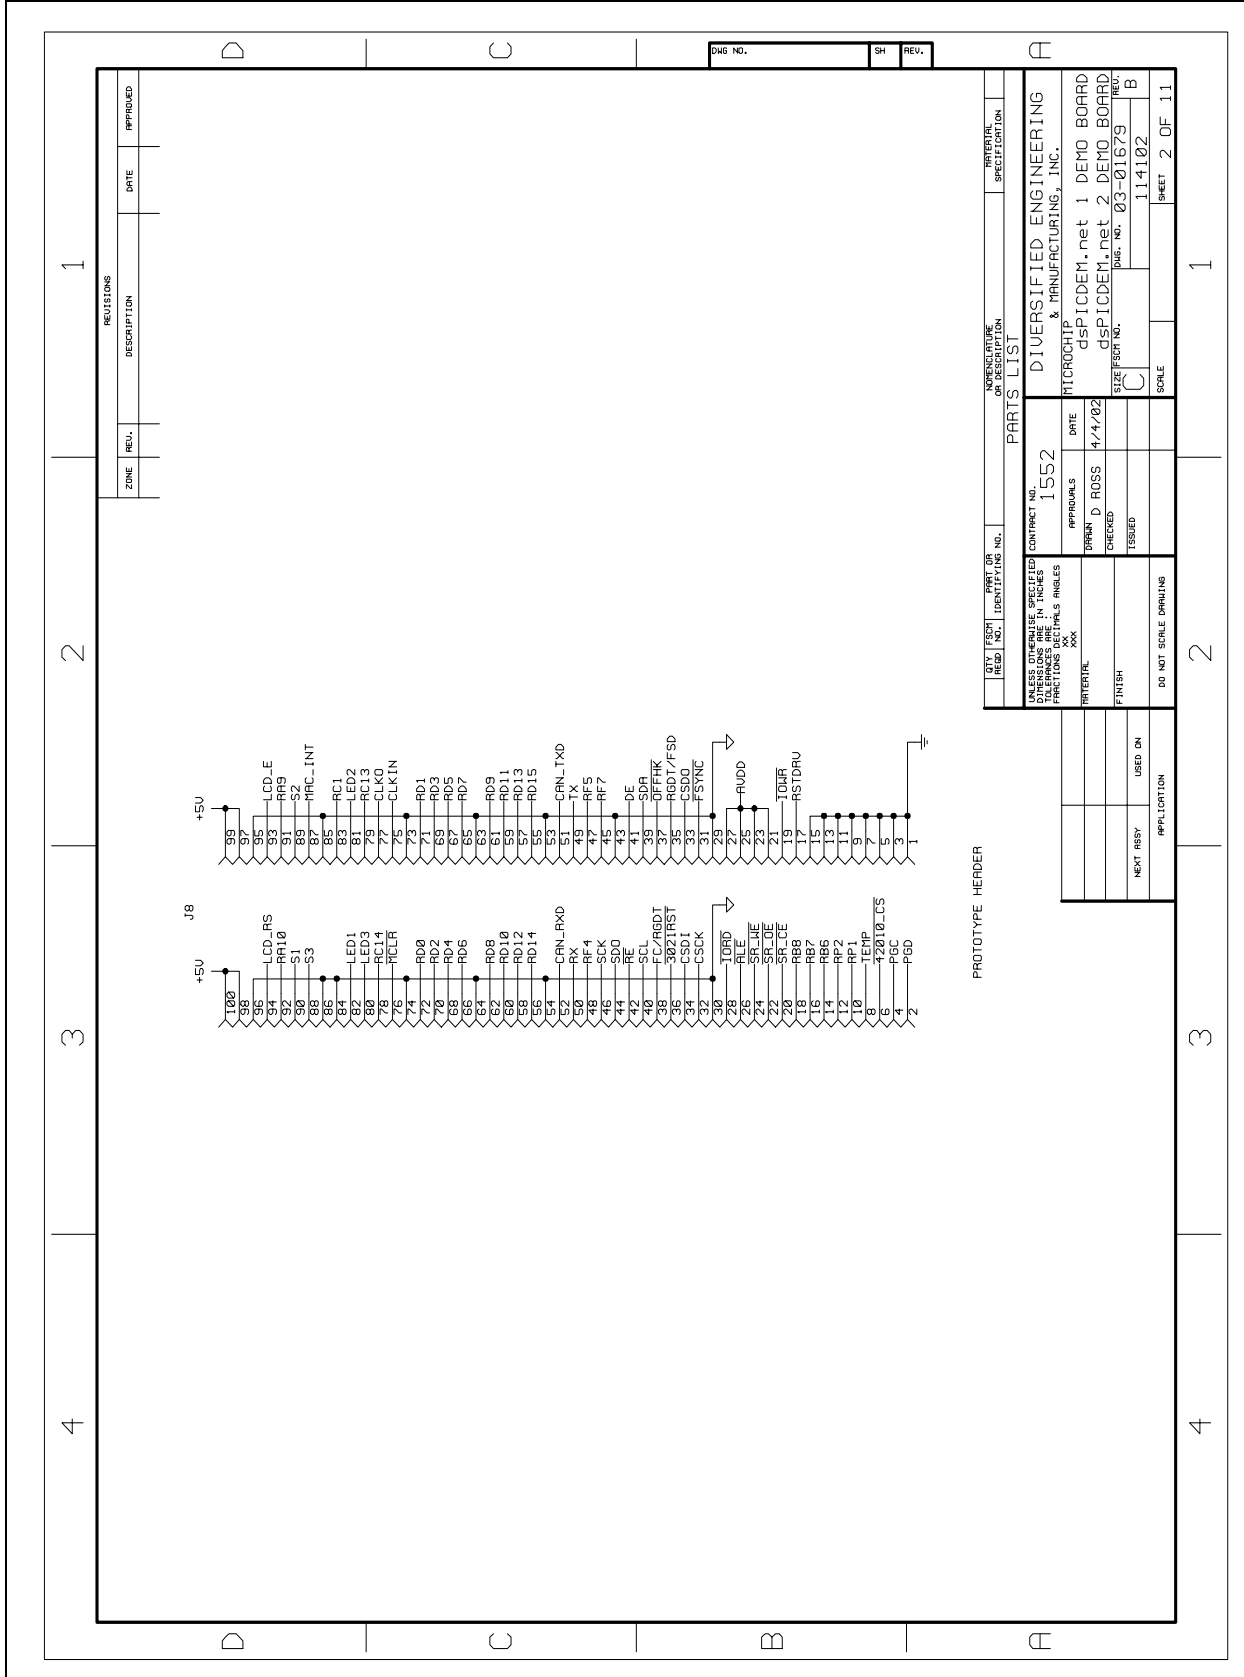 4
3
2
1
D
C
B
A
D
C
A
DWG NO.
SH
REV.
REVISIONS
ZONE
REV.
DESCRIPTION
DATE
APPROVED
J8
+5V
100
98
96
94 LCD_RS
92 RA10
90 S1
88 S3
86
84
82 LED1
80 LED3
78 RC14
76 MCLR
74
72 RD0
70 RD2
68 RD4
66 RD6
64
62 RD8
60 RD10
58 RD12
56 RD14
54
52 CAN_RXD
50 RX
48 RF4
46 SCK
44 SDO
42 RE
40 SCL
38 FC/RGDT
36 3021RST
34 CSDI
32 CSCK
30
28 IORD
26 ALE
24 SR_WE
22 SR_OE
20 SR_CE
18 RB8
16 RB7
14 RB6
12 RP2
10 RP1
8 TEMP
6 42010_CS
4 PGC
2 PGD
+5V
99
97
95
93 LCD_E
91 RA9
89 S2
87 MAC_INT
85
83 RC1
81 LED2
79 RC13
77 CLKO
75 CLKIN
73
71 RD1
69 RD3
67 RD5
65 RD7
63
61 RD9
59 RD11
57 RD13
55 RD15
53
51 CAN_TXD
49 TX
47 RF5
45 RF7
43
41 DE
39 SDA
37 OFFHK
35 RGDT/FSD
33 CSDO
31 FSYNC
29
27
25 AVDD
23
21
19 IOWR
17 RSTDRV
15
13
11
9
7
5
3
1
PROTOTYPE HEADER
QTY REQD
FSCM NO.
PART OR IDENTIFYING NO.
NOMENCLATURE OR DESCRIPTION
MATERIAL SPECIFICATION
PARTS LIST
UNLESS OTHERWISE SPECIFIED
DIMENSIONS ARE IN INCHES
TOLERANCES ARE :
FRACTIONS DECIMALS ANGLES
XX
XXX
MATERIAL
FINISH
DO NOT SCALE DRAWING
CONTRACT NO.
1552
APPROVALS
DATE
DRAWN D ROSS 4/4/02
CHECKED
ISSUED
DIVERSIFIED ENGINEERING
& MANUFACTURING, INC.
MICROCHIP
dsPICDEM.net 1 DEMO BOARD
dsPICDEM.net 2 DEMO BOARD
SIZE
C
FSCM NO.
DWG. NO. 03-01679
114102
REV.
B
SCALE
SHEET 2 OF 11
NEXT ASSY
USED ON
APPLICATION
4
3
2
1